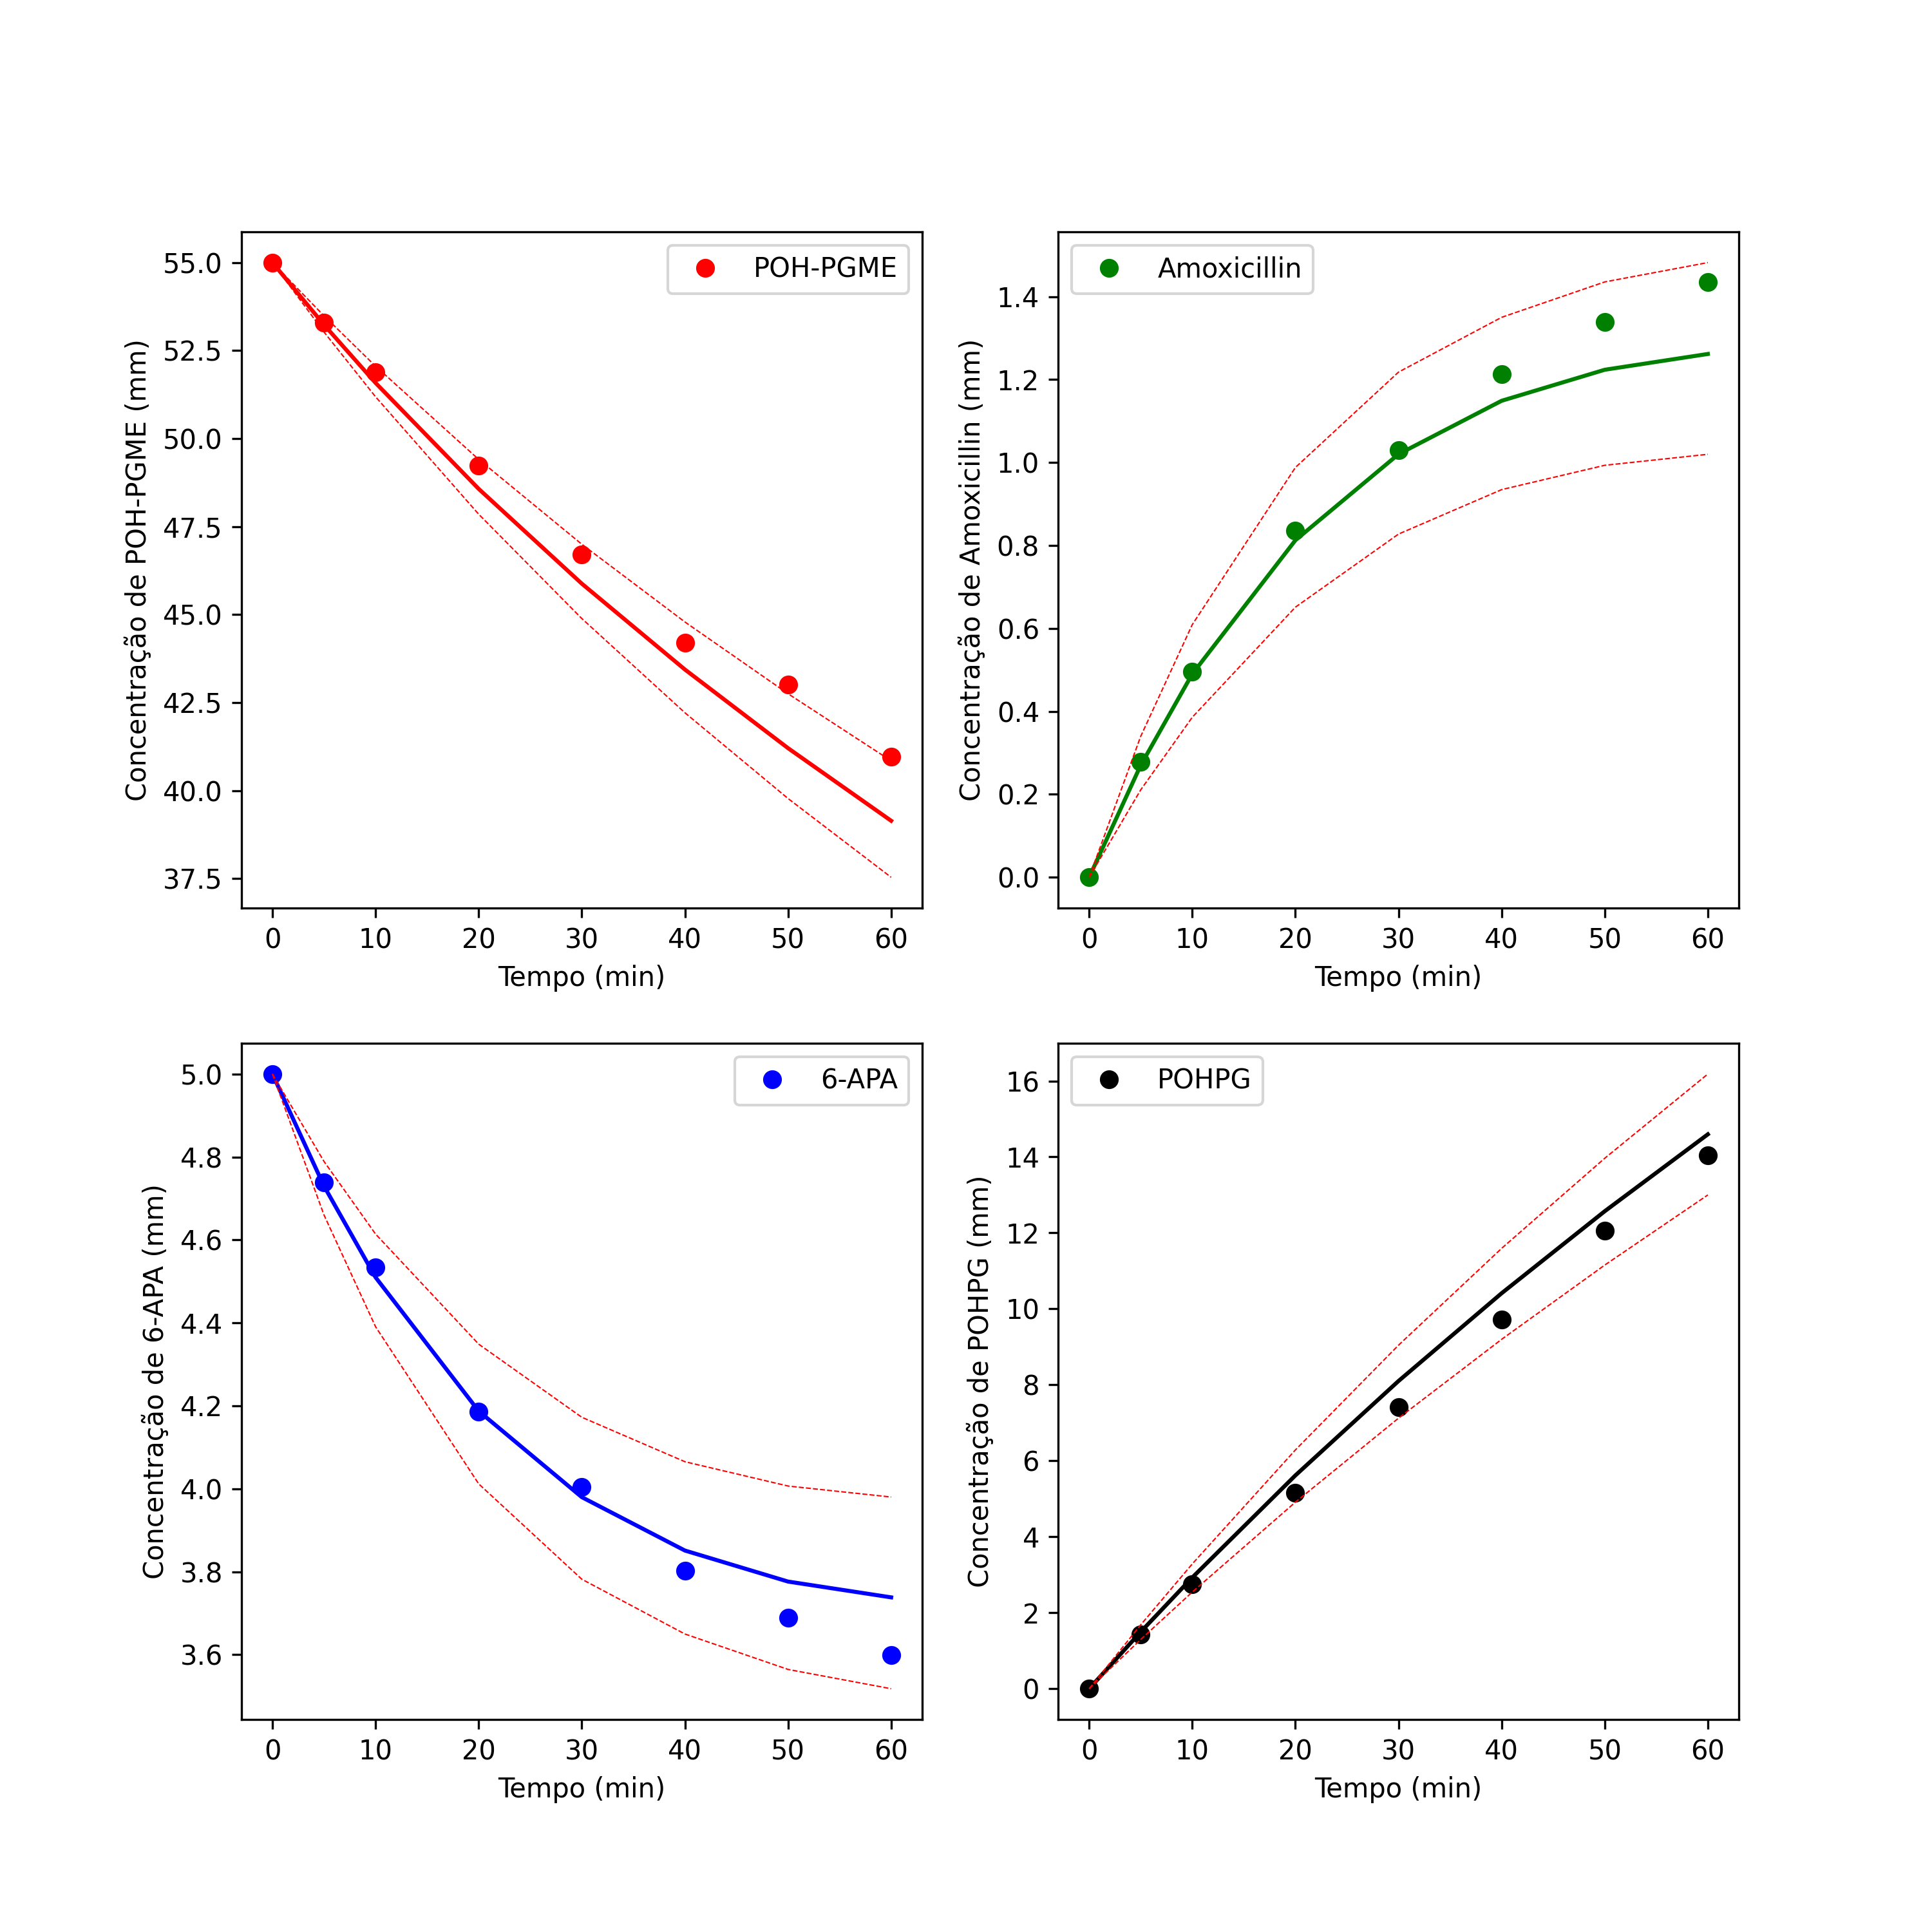 POH-PGME
55.0
52.5
50.0
47.5
45.0
42.5
40.0
37.5
Concentração de POH-PGME (mm)
0 10 20 30 40 50 60
Tempo (min)
Amoxicillin
1.4
1.2
1.0
0.8
0.6
0.4
0.2
0.0
Concentração de Amoxicillin (mm)
0 10 20 30 40 50 60
Tempo (min)
6-APA
5.0
4.8
4.6
4.4
4.2
4.0
3.8
3.6
Concentração de 6-APA (mm)
0 10 20 30 40 50 60
Tempo (min)
POHPG
16
14
12
10
8
6
4
2
0
Concentração de POHPG (mm)
0 10 20 30 40 50 60
Tempo (min)